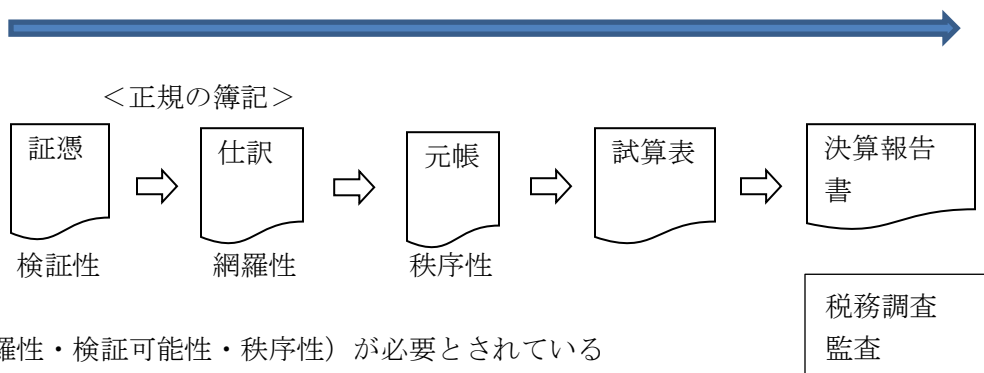 ＜正規の簿記＞
証憑
仕訳
元帳
試算表
決算報告
書
検証性
網羅性
秩序性
税務調査
監査
羅性・検証可能性・秩序性）が必要とされている